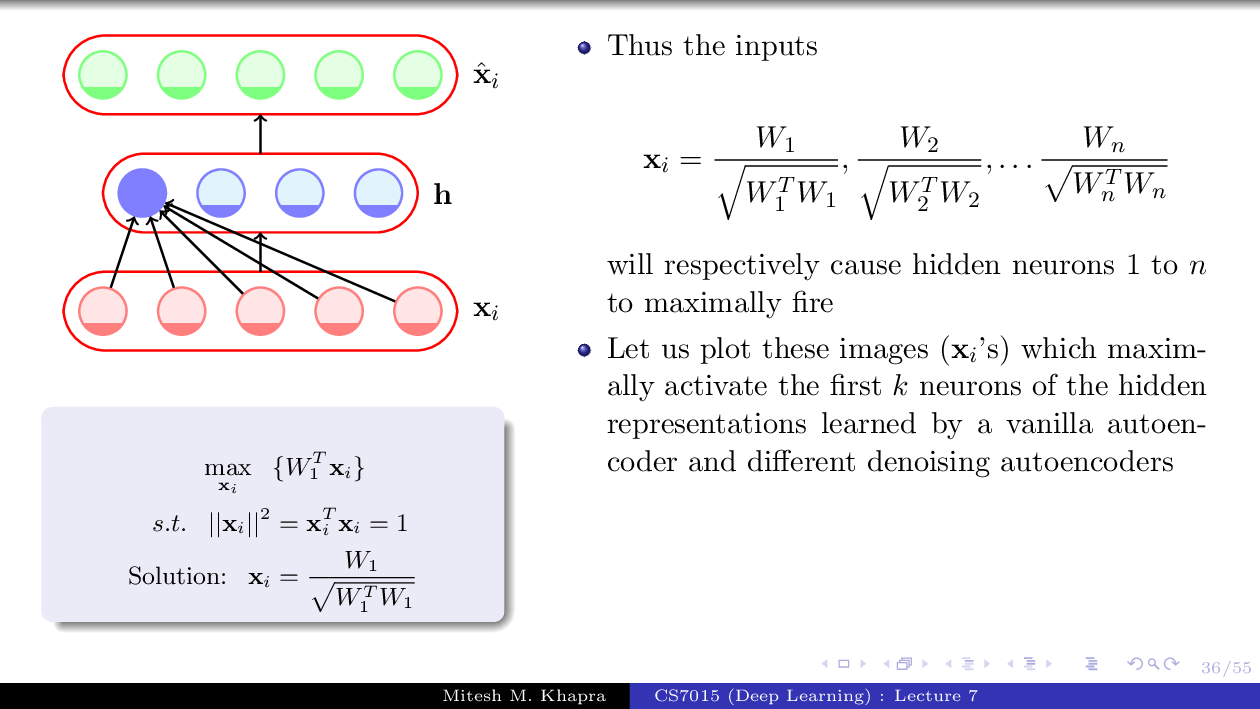 x̂ᵢ
h
xᵢ
max {W₁ᵀxᵢ}
xᵢ
s.t. ||xᵢ||² = xᵢᵀxᵢ = 1
Solution: xᵢ = W₁ / √(W₁ᵀW₁)
Thus the inputs
xᵢ = W₁ / √(W₁ᵀW₁), W₂ / √(W₂ᵀW₂), . . . Wₙ / √(WₙᵀWₙ)
will respectively cause hidden neurons 1 to n
to maximally fire
Let us plot these images (xᵢ's) which maxim-
ally activate the first k neurons of the hidden
representations learned by a vanilla autoen-
coder and different denoising autoencoders
36/55
Mitesh M. Khapra
CS7015 (Deep Learning) : Lecture 7